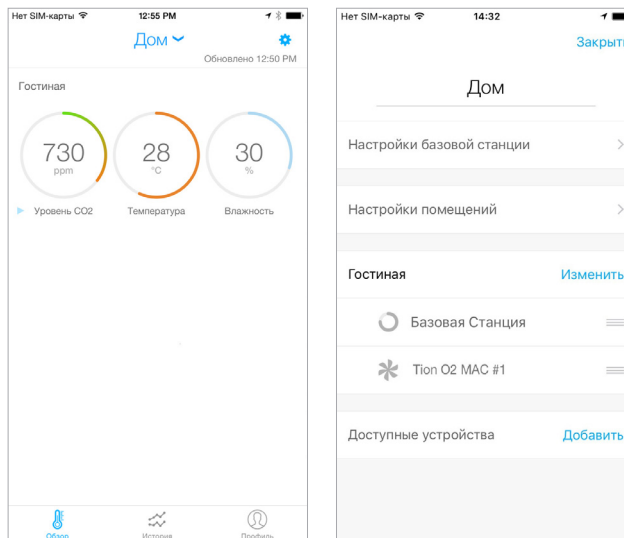 Нет SIM-карты 12:55 PM
Дом
Обновлено 12:50 PM
Гостиная
730 28 30
ppm °C %
Уровень CO2 Температура Влажность
Обзор История Профиль
Нет SIM-карты 14:32
Закрыть
Дом
Настройки базовой станции
Настройки помещений
Гостиная Изменить
Базовая Станция
Tion O2 MAC #1
Доступные устройства Добавить